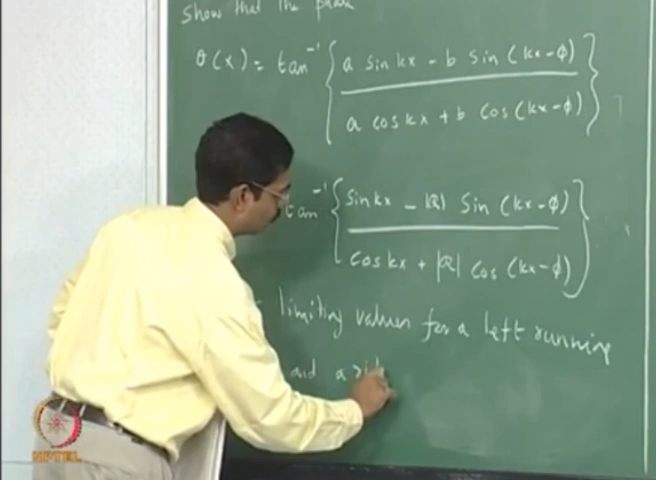 Show that the phase
θ(x) = tan⁻¹ { a sin kx - b sin (kx-φ) / a cos kx + b cos (kx-φ) }
tan⁻¹ { sin kx - |R| sin (kx-φ) / cos kx + |R| cos (kx-φ) }
limiting values for a left running
and a
NPTEL